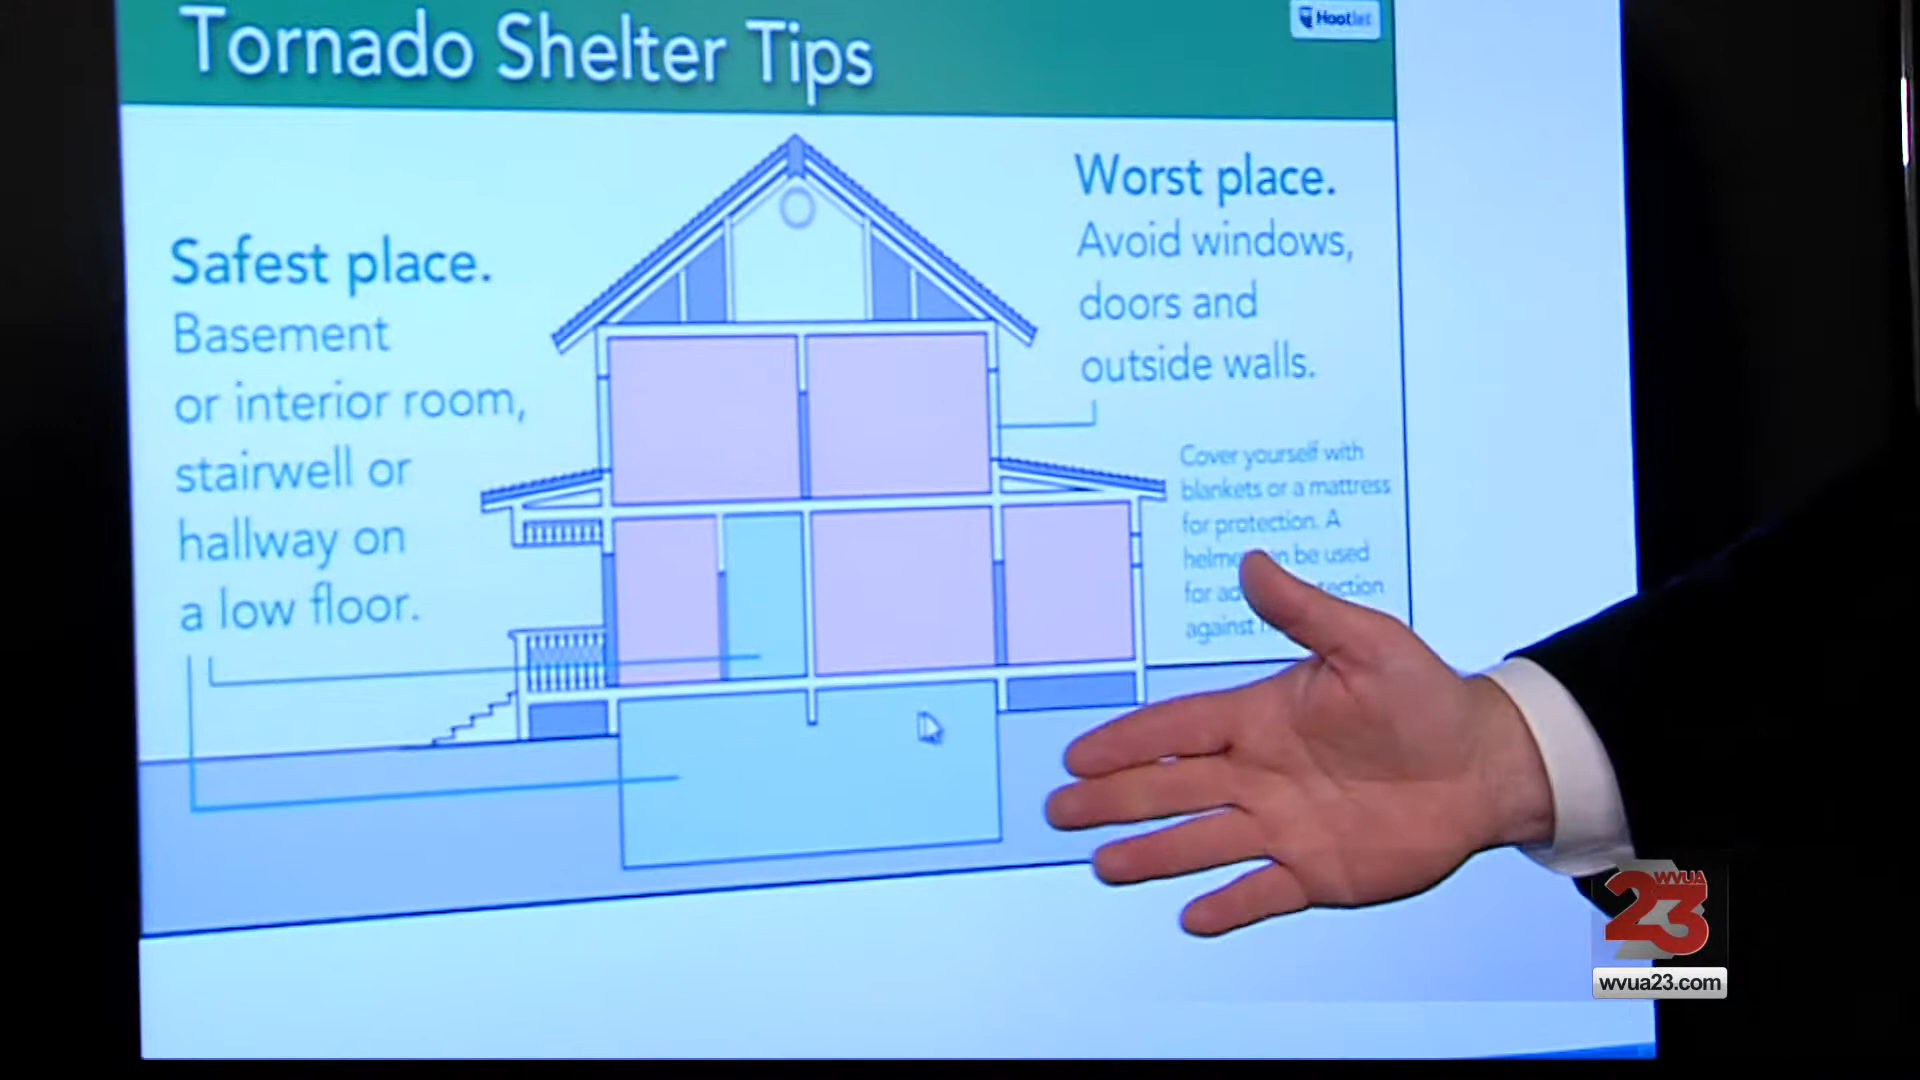 Tornado Shelter Tips
Hootlet
Safest place.
Basement
or interior room,
stairwell or
hallway on
a low floor.
Worst place.
Avoid windows,
doors and
outside walls.
Cover yourself with
blankets or a mattress
for protection. A
be used
for
against
WVUA
23
wvua23.com